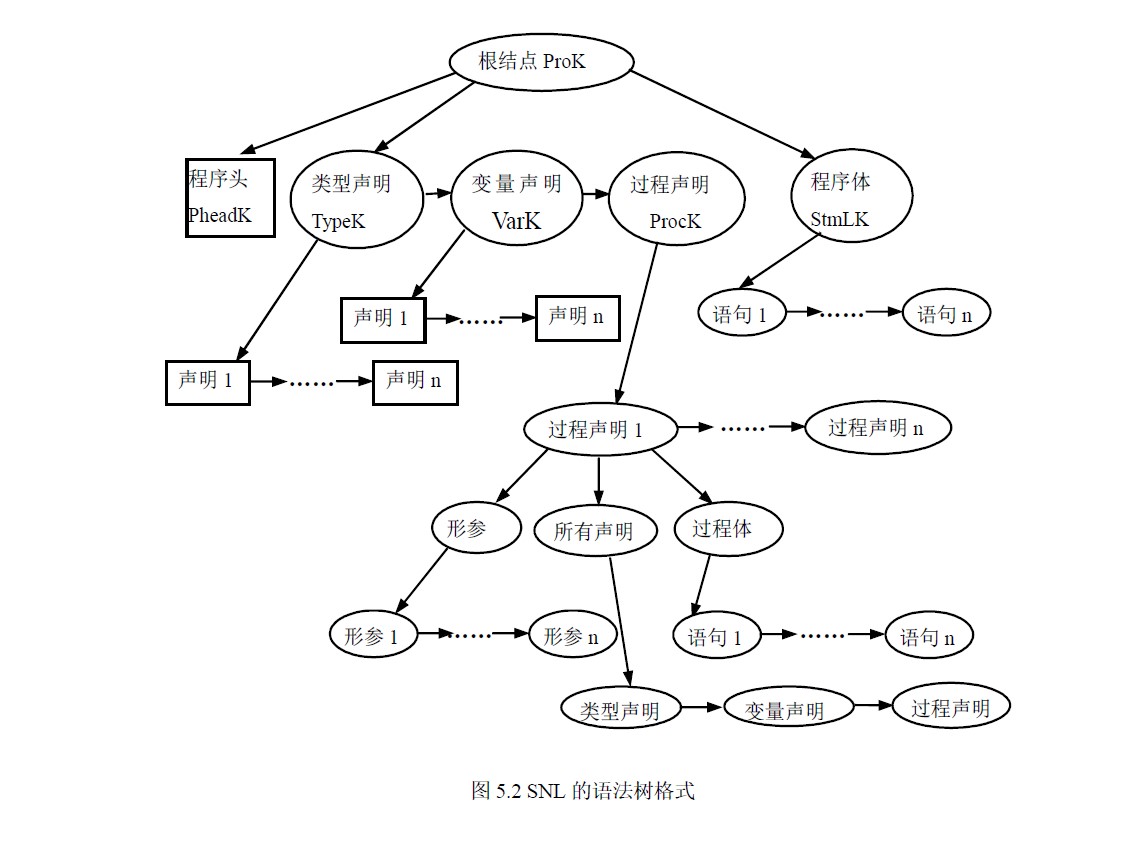 根结点 ProK
程序头
PheadK
类型声明
TypeK
变量声明
VarK
过程声明
ProcK
程序体
StmLK
声明 1
……
声明 n
语句 1
……
语句 n
声明 1
……
声明 n
过程声明 1
……
过程声明 n
形参
所有声明
过程体
形参 1
……
形参 n
语句 1
……
语句 n
类型声明
变量声明
过程声明
图 5.2 SNL 的语法树格式